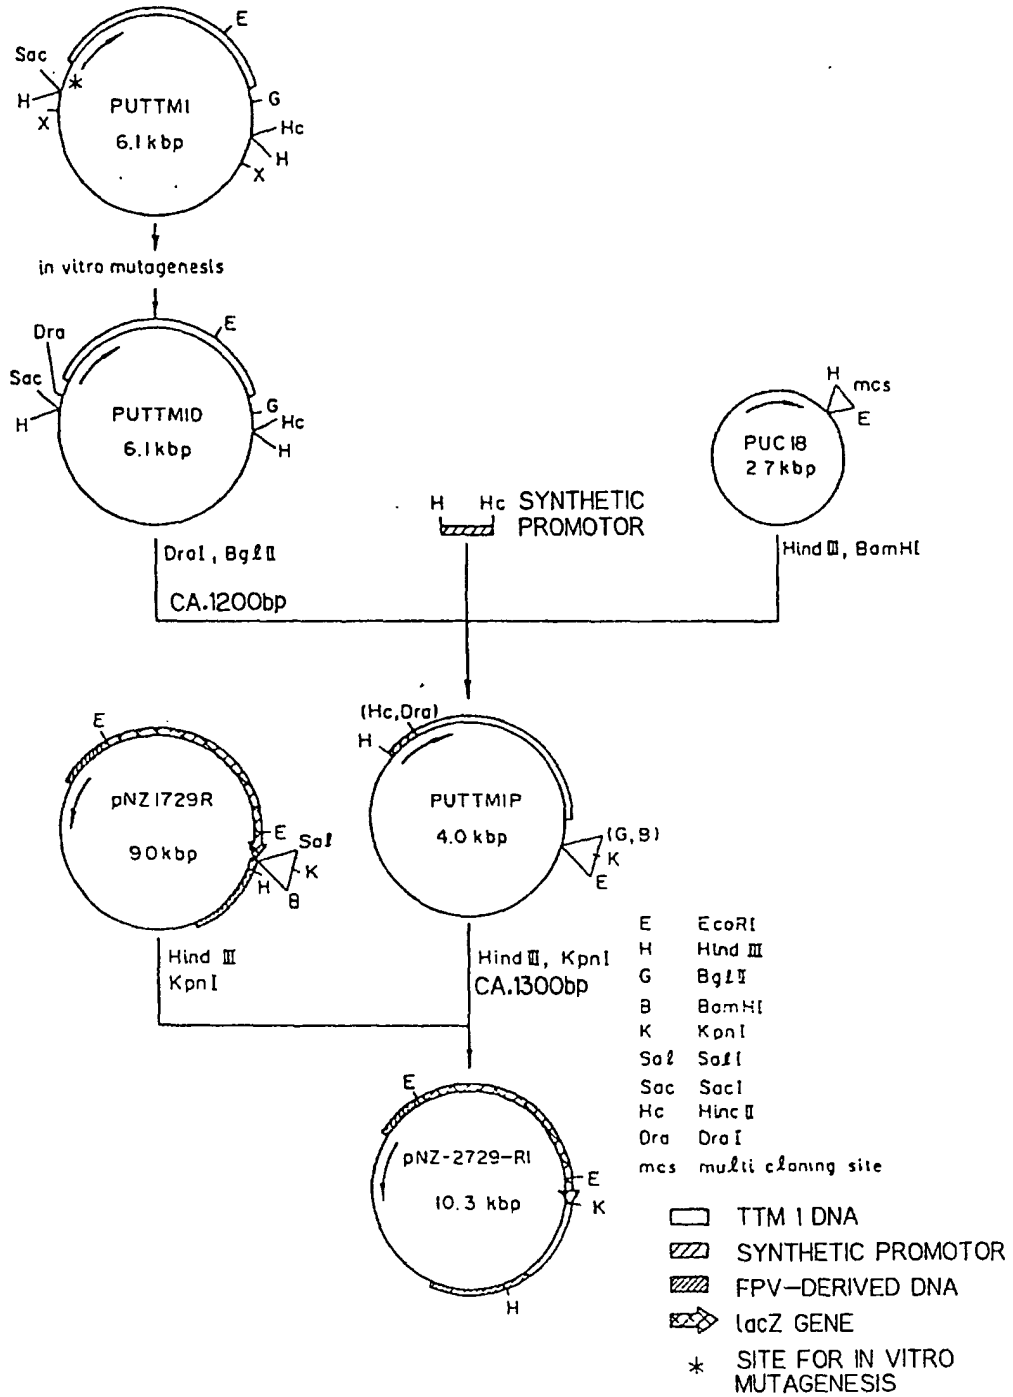 E
Sac
*
H
X
PUTTM1
6.1 kbp
G
Hc
H
X
in vitro mutagenesis
Dra
E
Sac
H
PUTTM1D
6.1 kbp
G
Hc
H
H
mcs
E
PUC 18
2 7 kbp
H Hc SYNTHETIC
PROMOTOR
DraI, BglII
CA.1200bp
Hind III, BamHI
(Hc,Dra)
H
E
pNZ1729R
90 kbp
E
Sal
K
H
B
PUTTM1P
4.0 kbp
(G, B)
K
E
Hind III
KpnI
Hind III, KpnI
CA.1300bp
E EcoRI
H Hind III
G BglII
B BamHI
K KpnI
Sal SalI
Sac SacI
Hc Hinc II
Dra DraI
mcs multi cloning site
E
pNZ-2729-R1
10.3 kbp
E
K
H
TTM 1 DNA
SYNTHETIC PROMOTOR
FPV-DERIVED DNA
lacZ GENE
* SITE FOR IN VITRO
MUTAGENESIS